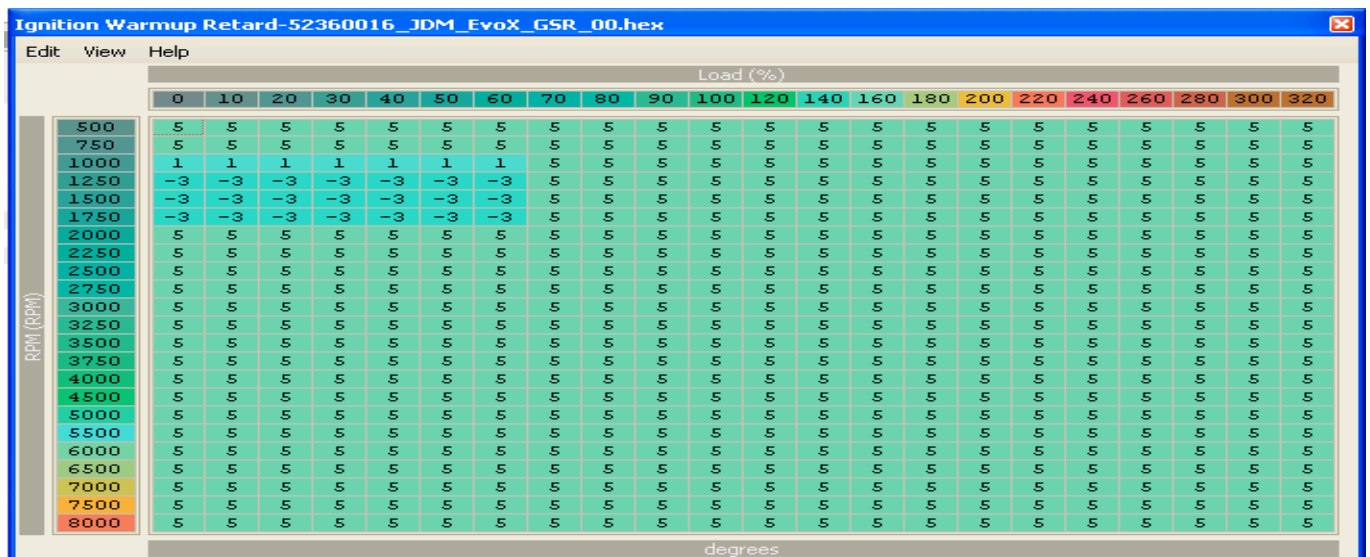 Ignition Warmup Retard-52360016_JDM_EvoX_GSR_00.hex
Edit View Help
Load (%)
0 10 20 30 40 50 60 70 80 90 100 120 140 160 180 200 220 240 260 280 300 320
RPM (RPM)
500 5 5 5 5 5 5 5 5 5 5 5 5 5 5 5 5 5 5 5 5 5 5
750 5 5 5 5 5 5 5 5 5 5 5 5 5 5 5 5 5 5 5 5 5 5
1000 1 1 1 1 1 1 1 5 5 5 5 5 5 5 5 5 5 5 5 5 5 5
1250 -3 -3 -3 -3 -3 -3 -3 5 5 5 5 5 5 5 5 5 5 5 5 5 5 5
1500 -3 -3 -3 -3 -3 -3 -3 5 5 5 5 5 5 5 5 5 5 5 5 5 5 5
1750 -3 -3 -3 -3 -3 -3 -3 5 5 5 5 5 5 5 5 5 5 5 5 5 5 5
2000 5 5 5 5 5 5 5 5 5 5 5 5 5 5 5 5 5 5 5 5 5 5
2250 5 5 5 5 5 5 5 5 5 5 5 5 5 5 5 5 5 5 5 5 5 5
2500 5 5 5 5 5 5 5 5 5 5 5 5 5 5 5 5 5 5 5 5 5 5
2750 5 5 5 5 5 5 5 5 5 5 5 5 5 5 5 5 5 5 5 5 5 5
3000 5 5 5 5 5 5 5 5 5 5 5 5 5 5 5 5 5 5 5 5 5 5
3250 5 5 5 5 5 5 5 5 5 5 5 5 5 5 5 5 5 5 5 5 5 5
3500 5 5 5 5 5 5 5 5 5 5 5 5 5 5 5 5 5 5 5 5 5 5
3750 5 5 5 5 5 5 5 5 5 5 5 5 5 5 5 5 5 5 5 5 5 5
4000 5 5 5 5 5 5 5 5 5 5 5 5 5 5 5 5 5 5 5 5 5 5
4500 5 5 5 5 5 5 5 5 5 5 5 5 5 5 5 5 5 5 5 5 5 5
5000 5 5 5 5 5 5 5 5 5 5 5 5 5 5 5 5 5 5 5 5 5 5
5500 5 5 5 5 5 5 5 5 5 5 5 5 5 5 5 5 5 5 5 5 5 5
6000 5 5 5 5 5 5 5 5 5 5 5 5 5 5 5 5 5 5 5 5 5 5
6500 5 5 5 5 5 5 5 5 5 5 5 5 5 5 5 5 5 5 5 5 5 5
7000 5 5 5 5 5 5 5 5 5 5 5 5 5 5 5 5 5 5 5 5 5 5
7500 5 5 5 5 5 5 5 5 5 5 5 5 5 5 5 5 5 5 5 5 5 5
8000 5 5 5 5 5 5 5 5 5 5 5 5 5 5 5 5 5 5 5 5 5 5
degrees